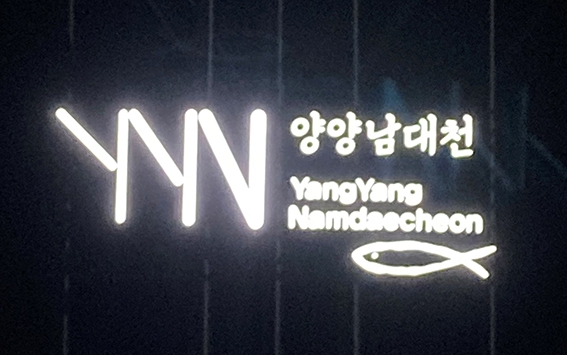 YYN
양양남대천
YangYang
Namdaecheon